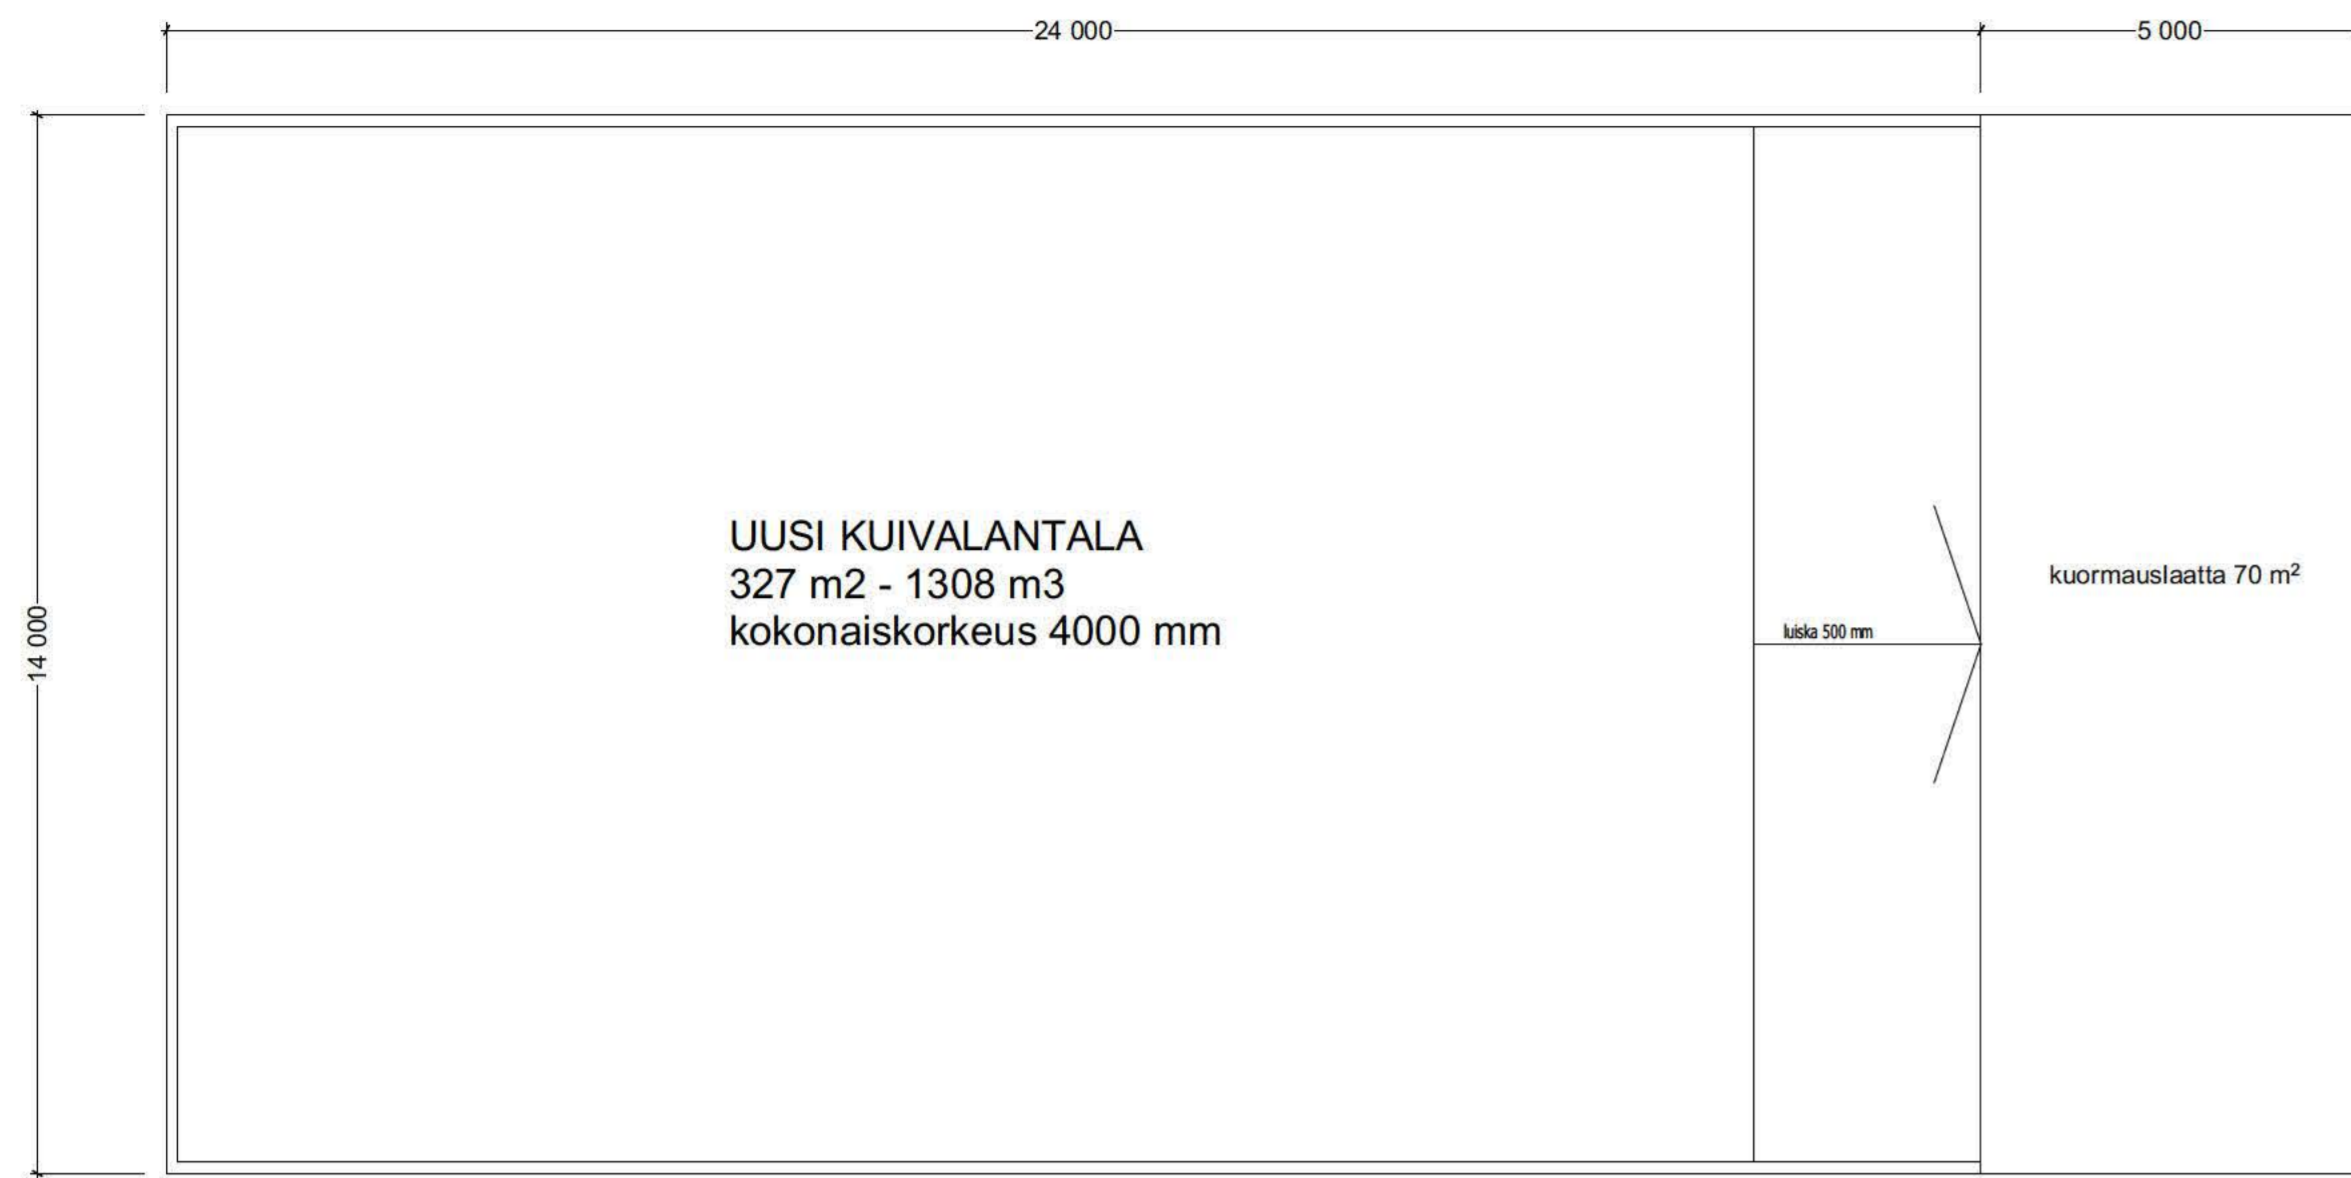 24 000
5 000
14 000
UUSI KUIVALANTALA
327 m2 - 1308 m3
kokonaiskorkeus 4000 mm
luiska 500 mm
kuormauslaatta 70 m²